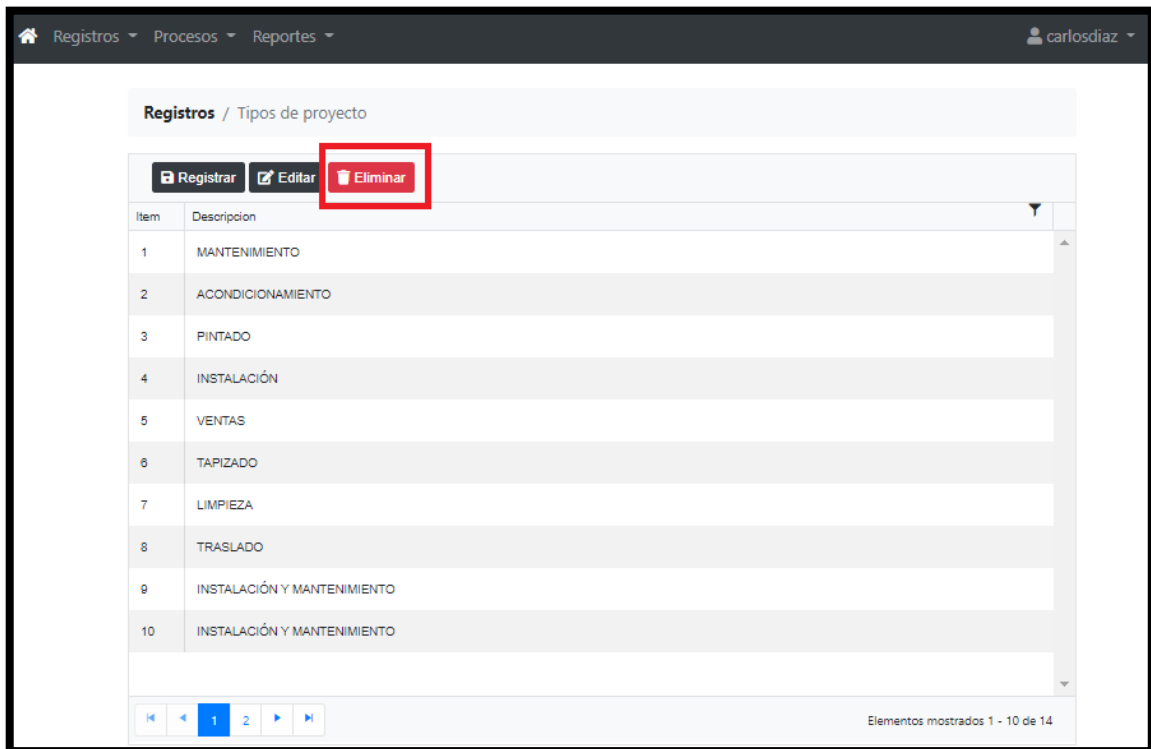 Registros Procesos Reportes carlosdiaz
Registros / Tipos de proyecto
Registrar Editar Eliminar
Item Descripcion
1 MANTENIMIENTO
2 ACONDICIONAMIENTO
3 PINTADO
4 INSTALACIÓN
5 VENTAS
6 TAPIZADO
7 LIMPIEZA
8 TRASLADO
9 INSTALACIÓN Y MANTENIMIENTO
10 INSTALACIÓN Y MANTENIMIENTO
1 2 Elementos mostrados 1 - 10 de 14